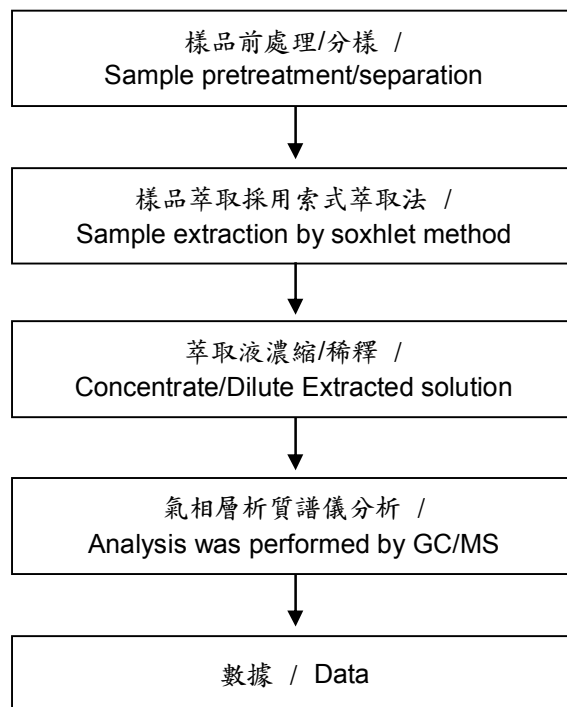 樣品前處理/分樣 /
Sample pretreatment/separation
樣品萃取採用索式萃取法 /
Sample extraction by soxhlet method
萃取液濃縮/稀釋 /
Concentrate/Dilute Extracted solution
氣相層析質譜儀分析 /
Analysis was performed by GC/MS
數據 / Data